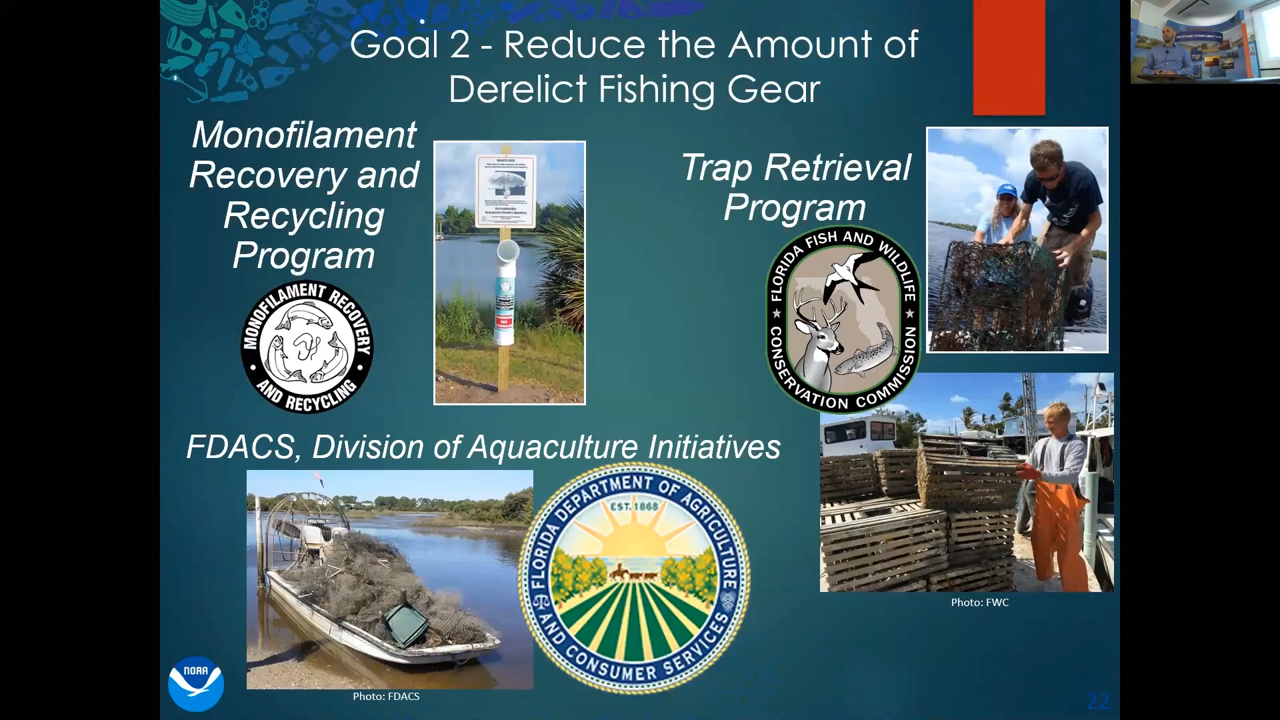 Goal 2 - Reduce the Amount of
Derelict Fishing Gear
Monofilament
Recovery and
Recycling
Program
MONOFILAMENT RECOVERY
AND RECYCLING
Trap Retrieval
Program
FLORIDA FISH AND WILDLIFE
CONSERVATION COMMISSION
FDACS, Division of Aquaculture Initiatives
FLORIDA DEPARTMENT OF AGRICULTURE
AND CONSUMER SERVICES
EST. 1868
Photo: FWC
Photo: FDACS
NOAA
22